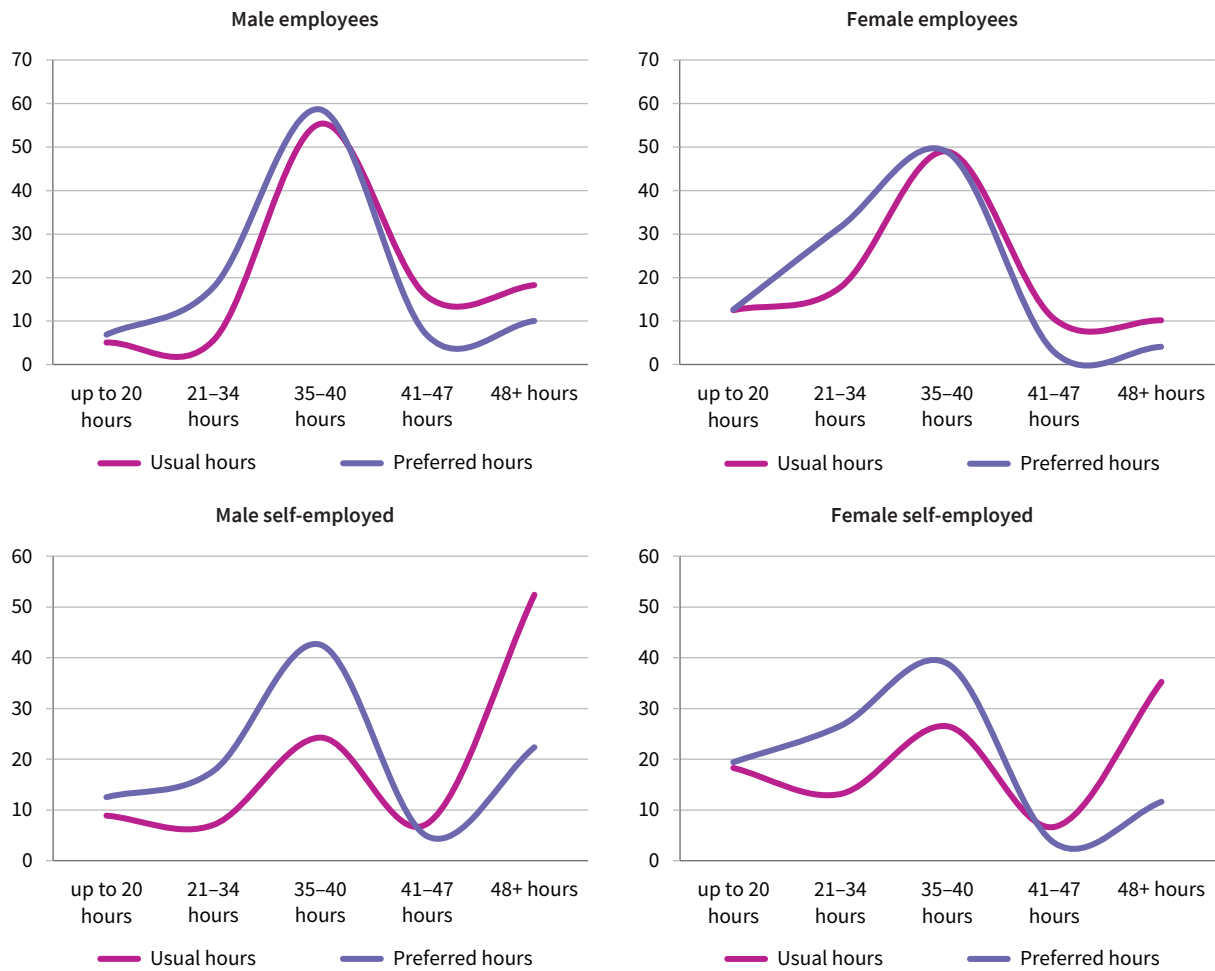 Male employees
70
60
50
40
30
20
10
0
up to 20 hours
21–34 hours
35–40 hours
41–47 hours
48+ hours
Usual hours
Preferred hours
Female employees
70
60
50
40
30
20
10
0
up to 20 hours
21–34 hours
35–40 hours
41–47 hours
48+ hours
Usual hours
Preferred hours
Male self-employed
60
50
40
30
20
10
0
up to 20 hours
21–34 hours
35–40 hours
41–47 hours
48+ hours
Usual hours
Preferred hours
Female self-employed
60
50
40
30
20
10
0
up to 20 hours
21–34 hours
35–40 hours
41–47 hours
48+ hours
Usual hours
Preferred hours